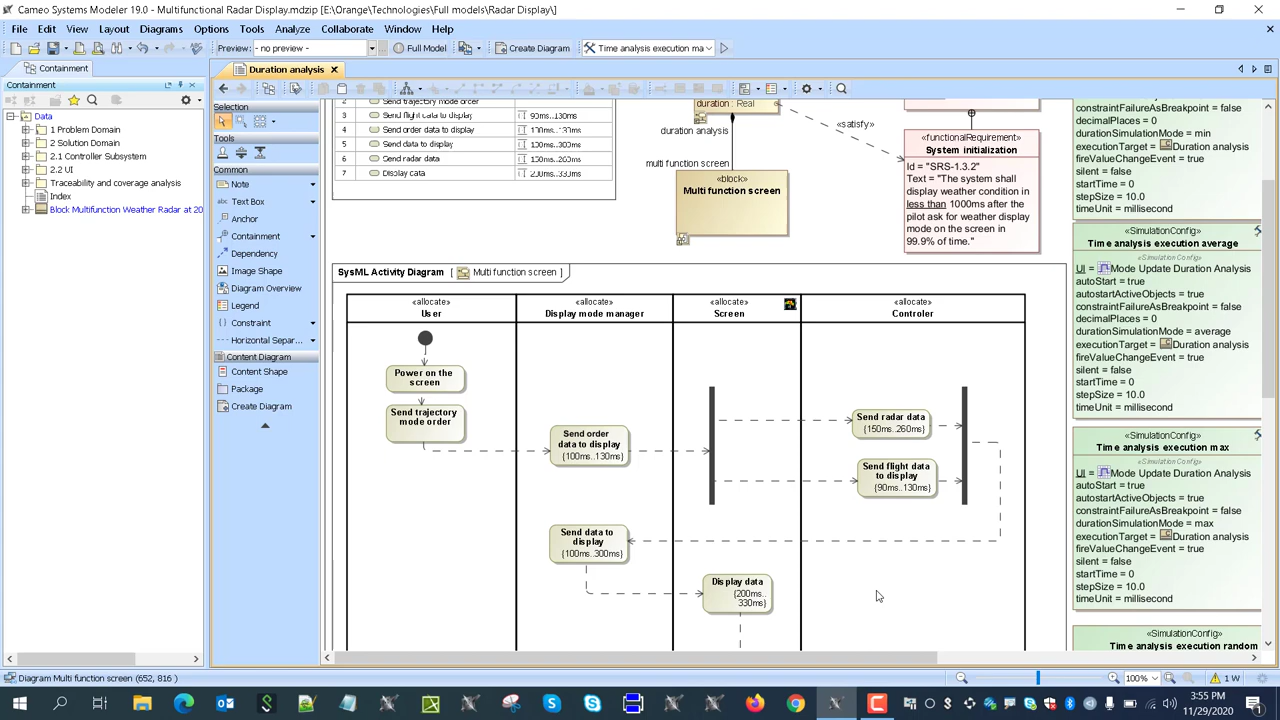 Cameo Systems Modeler 19.0 - Multifunctional Radar Display.mdzip [E:\Orange\Technologies\Full models\Radar Display\]
File Edit View Layout Diagrams Options Tools Analyze Collaborate Window Help
Preview: - no preview - Full Model Create Diagram Time analysis execution ma
Containment
Duration analysis
Containment
Data
1 Problem Domain
2 Solution Domain
2.1 Controller Subsystem
2.2 UI
Traceability and coverage analysis
Index
Block Multifunction Weather Radar at 20
Selection
Tools
Common
Note
Text Box
Anchor
Containment
Dependency
Image Shape
Diagram Overview
Legend
Constraint
Horizontal Separ...
Content Diagram
Content Shape
Package
Create Diagram
2 Send trajectory mode order
3 Send flight data to display 90ms..130ms
4 Send order data to display 100ms..130ms
5 Send data to display 100ms..300ms
6 Send radar data 150ms..260ms
7 Display data 200ms..330ms
duration : Real
duration analysis
multi function screen
«block»
Multi function screen
«satisfy»
«functionalRequirement»
System initialization
Id = "SRS-1.3.2"
Text = "The system shall
display weather condition in
less than 1000ms after the
pilot ask for weather display
mode on the screen in
99.9% of time."
SysML Activity Diagram [ Multi function screen ]
«allocate»
User
«allocate»
Display mode manager
«allocate»
Screen
«allocate»
Controler
Power on the
screen
Send trajectory
mode order
Send order
data to display
{100ms..130ms}
Send radar data
{150ms..260ms}
Send flight data
to display
{90ms..130ms}
Send data to
display
{100ms..300ms}
Display data
{200ms..
330ms}
constraintFailureAsBreakpoint = false
decimalPlaces = 0
durationSimulationMode = min
executionTarget = Duration analysis
fireValueChangeEvent = true
silent = false
startTime = 0
stepSize = 10.0
timeUnit = millisecond
«SimulationConfig»
Time analysis execution average
«Simulation Config»
UI = Mode Update Duration Analysis
autoStart = true
autostartActiveObjects = true
constraintFailureAsBreakpoint = false
decimalPlaces = 0
durationSimulationMode = average
executionTarget = Duration analysis
fireValueChangeEvent = true
silent = false
startTime = 0
stepSize = 10.0
timeUnit = millisecond
«SimulationConfig»
Time analysis execution max
«Simulation Config»
UI = Mode Update Duration Analysis
autoStart = true
autostartActiveObjects = true
constraintFailureAsBreakpoint = false
decimalPlaces = 0
durationSimulationMode = max
executionTarget = Duration analysis
fireValueChangeEvent = true
silent = false
startTime = 0
stepSize = 10.0
timeUnit = millisecond
«SimulationConfig»
Time analysis execution random
Diagram Multi function screen (652, 816)
100%
1 W
3:55 PM
11/29/2020